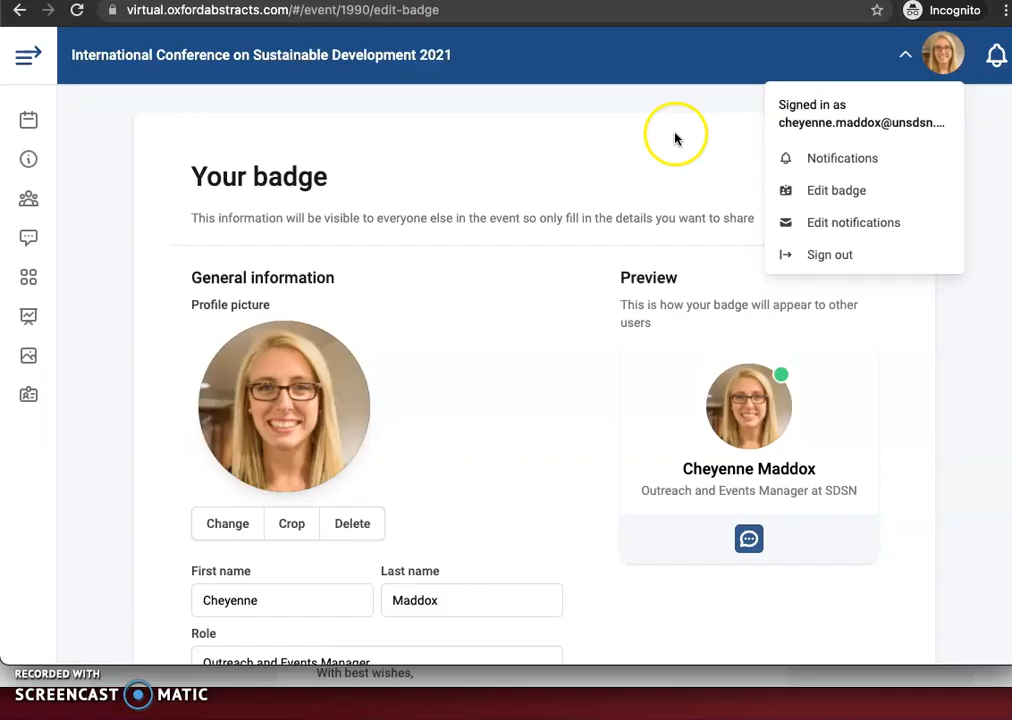 virtual.oxfordabstracts.com/#/event/1990/edit-badge
Incognito
International Conference on Sustainable Development 2021
Signed in as
cheyenne.maddox@unsdsn....
Notifications
Edit badge
Edit notifications
Sign out
Your badge
This information will be visible to everyone else in the event so only fill in the details you want to share
General information
Profile picture
Change
Crop
Delete
First name
Last name
Cheyenne
Maddox
Role
Outreach and Events Manager
Preview
This is how your badge will appear to other
users
Cheyenne Maddox
Outreach and Events Manager at SDSN
With best wishes,
RECORDED WITH
SCREENCAST MATIC